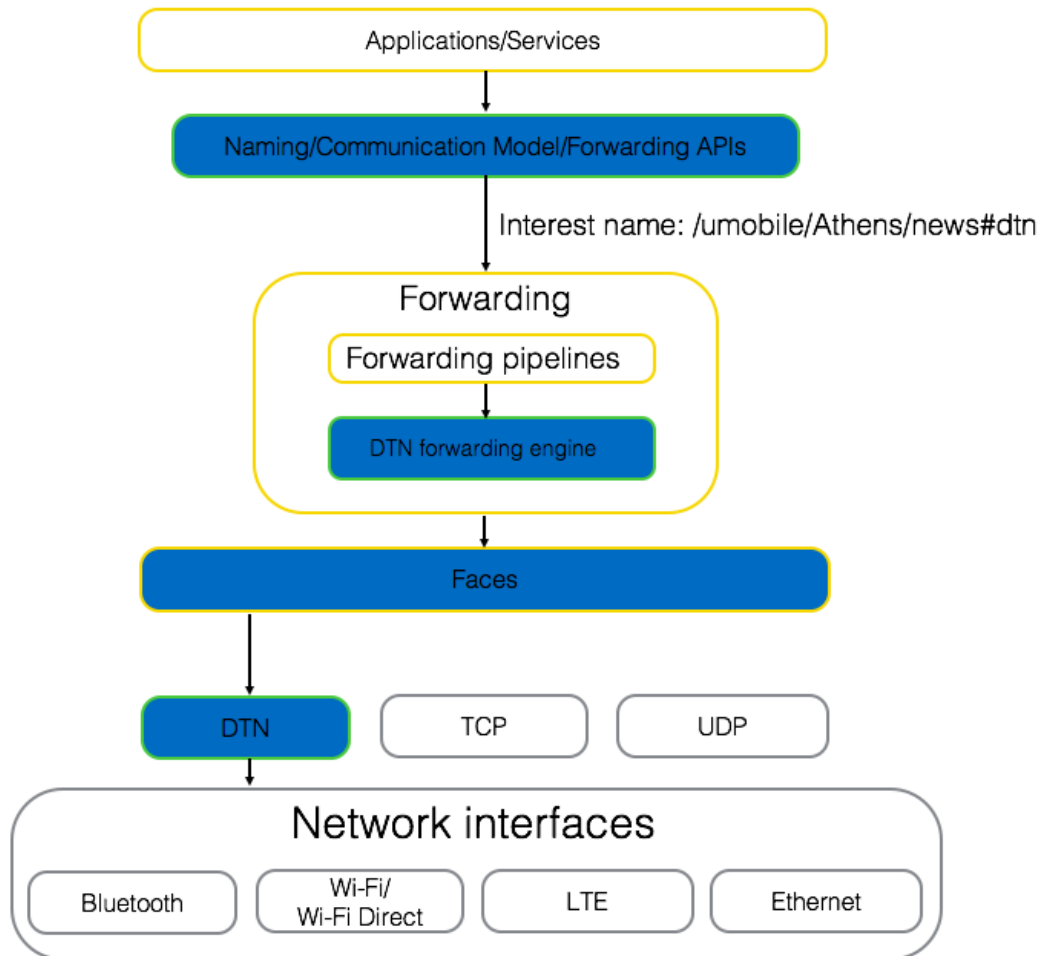 Applications/Services
Naming/Communication Model/Forwarding APIs
Interest name: /umobile/Athens/news#dtn
Forwarding
Forwarding pipelines
DTN forwarding engine
Faces
DTN
TCP
UDP
Network interfaces
Bluetooth
Wi-Fi/
Wi-Fi Direct
LTE
Ethernet